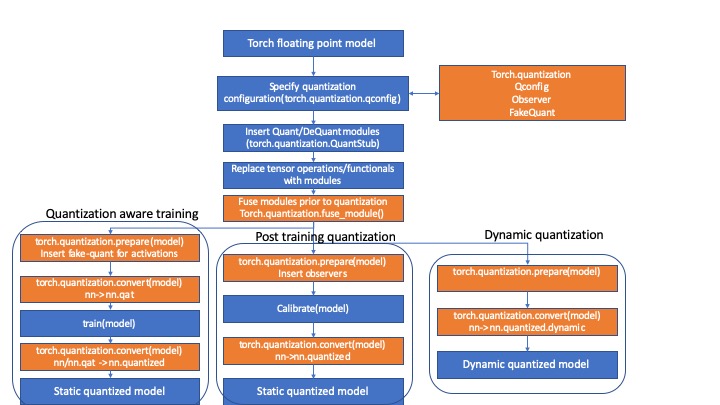 Torch floating point model
Specify quantization
configuration(torch.quantization.qconfig)
Torch.quantization
Qconfig
Observer
FakeQuant
Insert Quant/DeQuant modules
(torch.quantization.QuantStub)
Replace tensor operations/functionals
with modules
Fuse modules prior to quantization
Torch.quantization.fuse_module()
Quantization aware training
torch.quantization.prepare(model)
Insert fake-quant for activations
torch.quantization.convert(model)
nn->nn.qat
train(model)
torch.quantization.convert(model)
nn/nn.qat ->nn.quantized
Static quantized model
Post training quantization
torch.quantization.prepare(model)
Insert observers
Calibrate(model)
torch.quantization.convert(model)
nn->nn.quantized
Static quantized model
Dynamic quantization
torch.quantization.prepare(model)
torch.quantization.convert(model)
nn->nn.quantized.dynamic
Dynamic quantized model